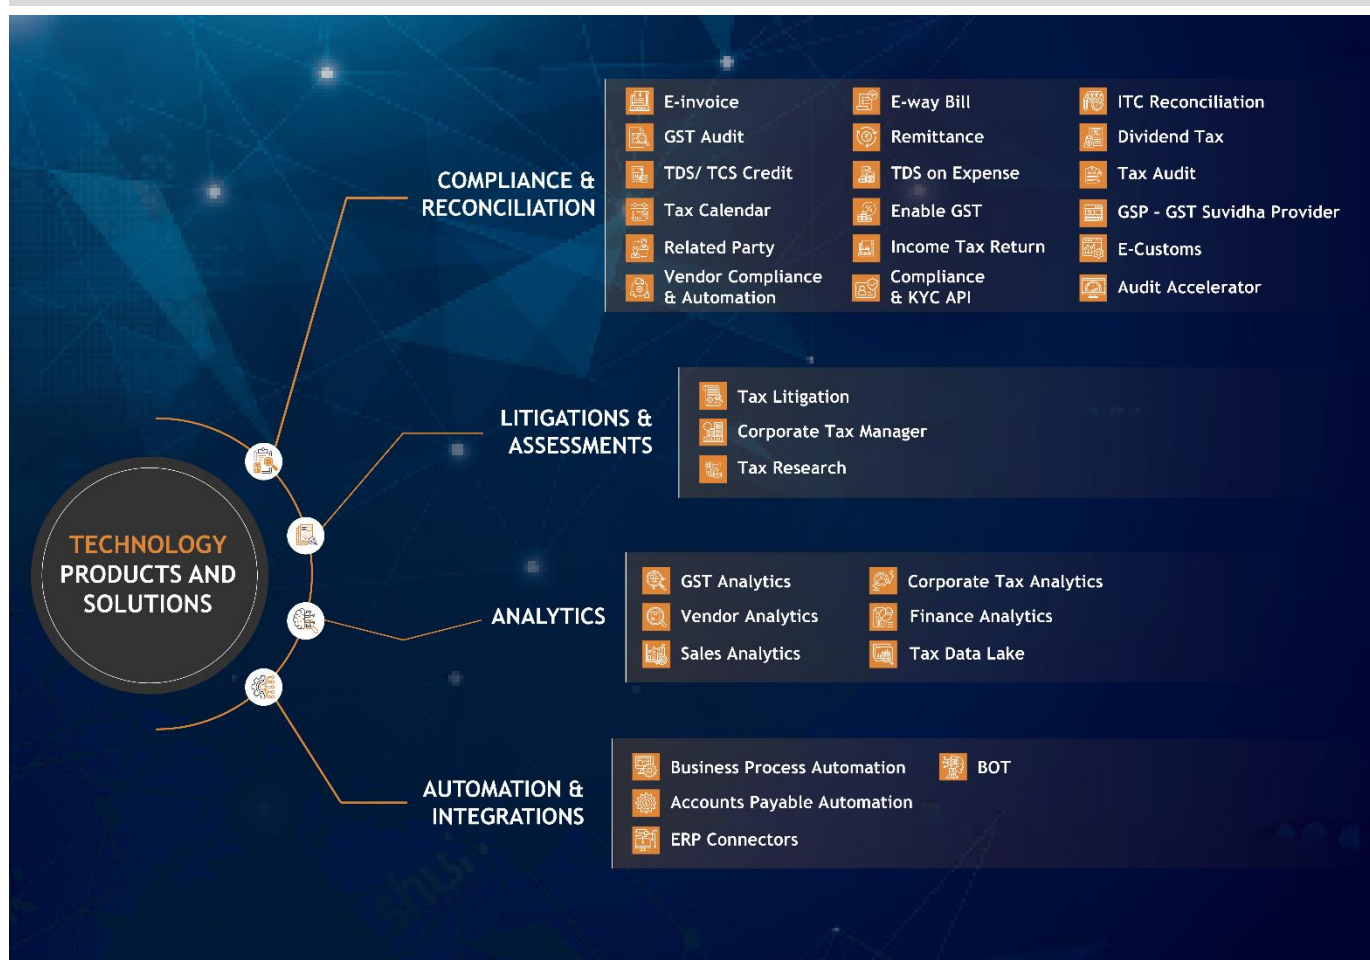 TECHNOLOGY
PRODUCTS AND
SOLUTIONS
COMPLIANCE &
RECONCILIATION
E-invoice
E-way Bill
ITC Reconciliation
GST Audit
Remittance
Dividend Tax
TDS/ TCS Credit
TDS on Expense
Tax Audit
Tax Calendar
Enable GST
GSP - GST Suvidha Provider
Related Party
Income Tax Return
E-Customs
Vendor Compliance
& Automation
Compliance
& KYC API
Audit Accelerator
LITIGATIONS &
ASSESSMENTS
Tax Litigation
Corporate Tax Manager
Tax Research
ANALYTICS
GST Analytics
Corporate Tax Analytics
Vendor Analytics
Finance Analytics
Sales Analytics
Tax Data Lake
AUTOMATION &
INTEGRATIONS
Business Process Automation
BOT
Accounts Payable Automation
ERP Connectors